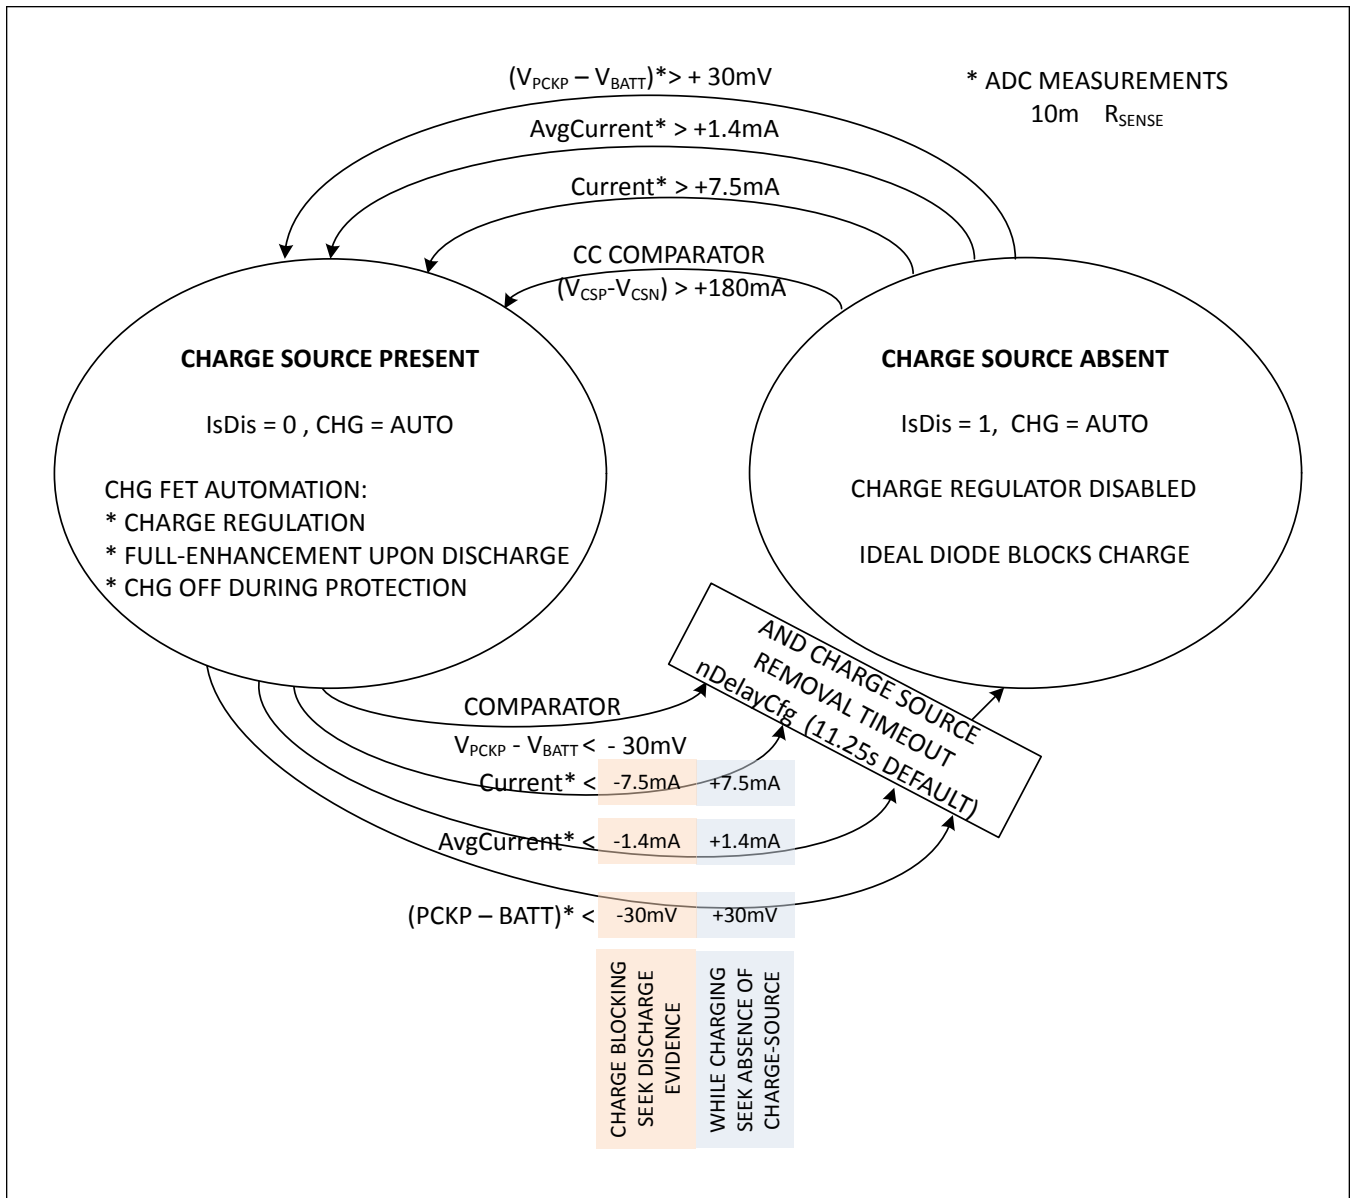 (VPCKP – VBATT)*> + 30mV
* ADC MEASUREMENTS
10m RSENSE
AvgCurrent* > +1.4mA
Current* > +7.5mA
CC COMPARATOR
(VCSP-VCSN) > +180mA
CHARGE SOURCE PRESENT
IsDis = 0 , CHG = AUTO
CHG FET AUTOMATION:
* CHARGE REGULATION
* FULL-ENHANCEMENT UPON DISCHARGE
* CHG OFF DURING PROTECTION
CHARGE SOURCE ABSENT
IsDis = 1, CHG = AUTO
CHARGE REGULATOR DISABLED
IDEAL DIODE BLOCKS CHARGE
AND CHARGE SOURCE
REMOVAL TIMEOUT
nDelayCfg (11.25s DEFAULT)
COMPARATOR
VPCKP - VBATT < - 30mV
Current* < -7.5mA +7.5mA
AvgCurrent* < -1.4mA +1.4mA
(PCKP – BATT)* < -30mV +30mV
CHARGE BLOCKING
SEEK DISCHARGE
EVIDENCE
WHILE CHARGING
SEEK ABSENCE OF
CHARGE-SOURCE